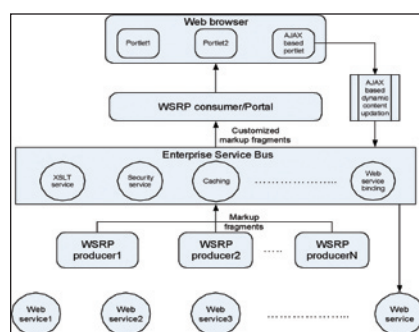 Web browser
Portlet1
Portlet2
AJAX
based
portlet
WSRP consumer/Portal
AJAX
based
dynamic
content
updation
Customized
markup fragments
Enterprise Service Bus
XSLT
service
Security
service
Caching
Web
service
binding
Markup
fragments
WSRP
producer1
WSRP
producer2
.....
WSRP
producerN
Web
service1
Web
service2
Web
service3
Web
service